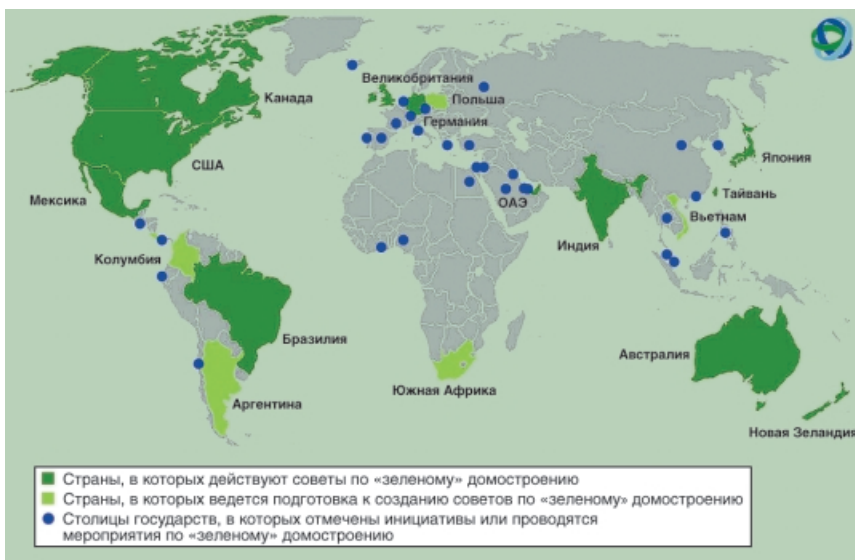 Великобритания
Канада
Польша
Германия
США
Япония
Мексика
Тайвань
ОАЭ
Вьетнам
Индия
Колумбия
Бразилия
Австралия
Южная Африка
Аргентина
Новая Зеландия
Страны, в которых действуют советы по «зеленому» домостроению
Страны, в которых ведется подготовка к созданию советов по «зеленому» домостроению
Столицы государств, в которых отмечены инициативы или проводятся
мероприятия по «зеленому» домостроению